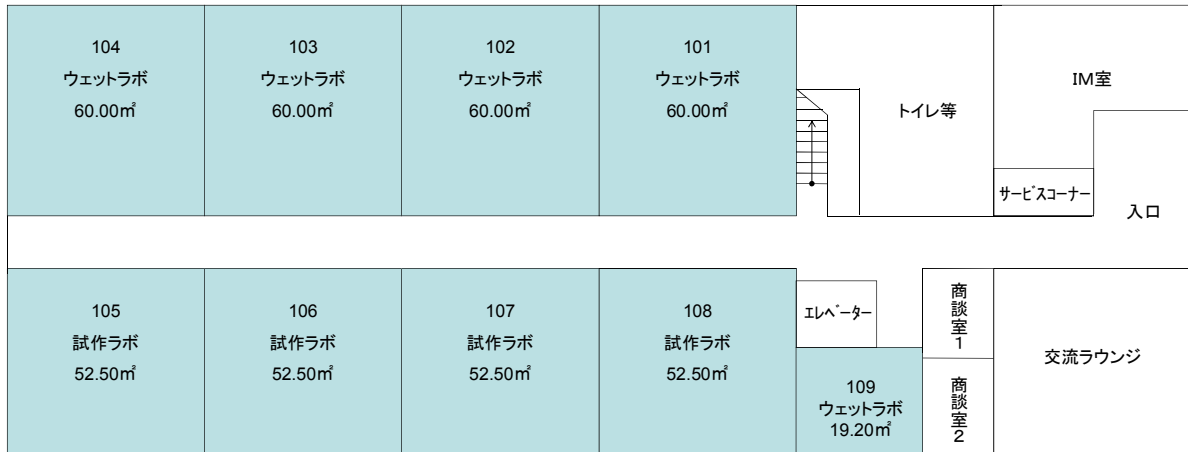 104
ウェットラボ
60.00㎡
103
ウェットラボ
60.00㎡
102
ウェットラボ
60.00㎡
101
ウェットラボ
60.00㎡
トイレ等
IM室
サービスコーナー
入口
105
試作ラボ
52.50㎡
106
試作ラボ
52.50㎡
107
試作ラボ
52.50㎡
108
試作ラボ
52.50㎡
エレベーター
109
ウェットラボ
19.20㎡
商談室1
商談室2
交流ラウンジ